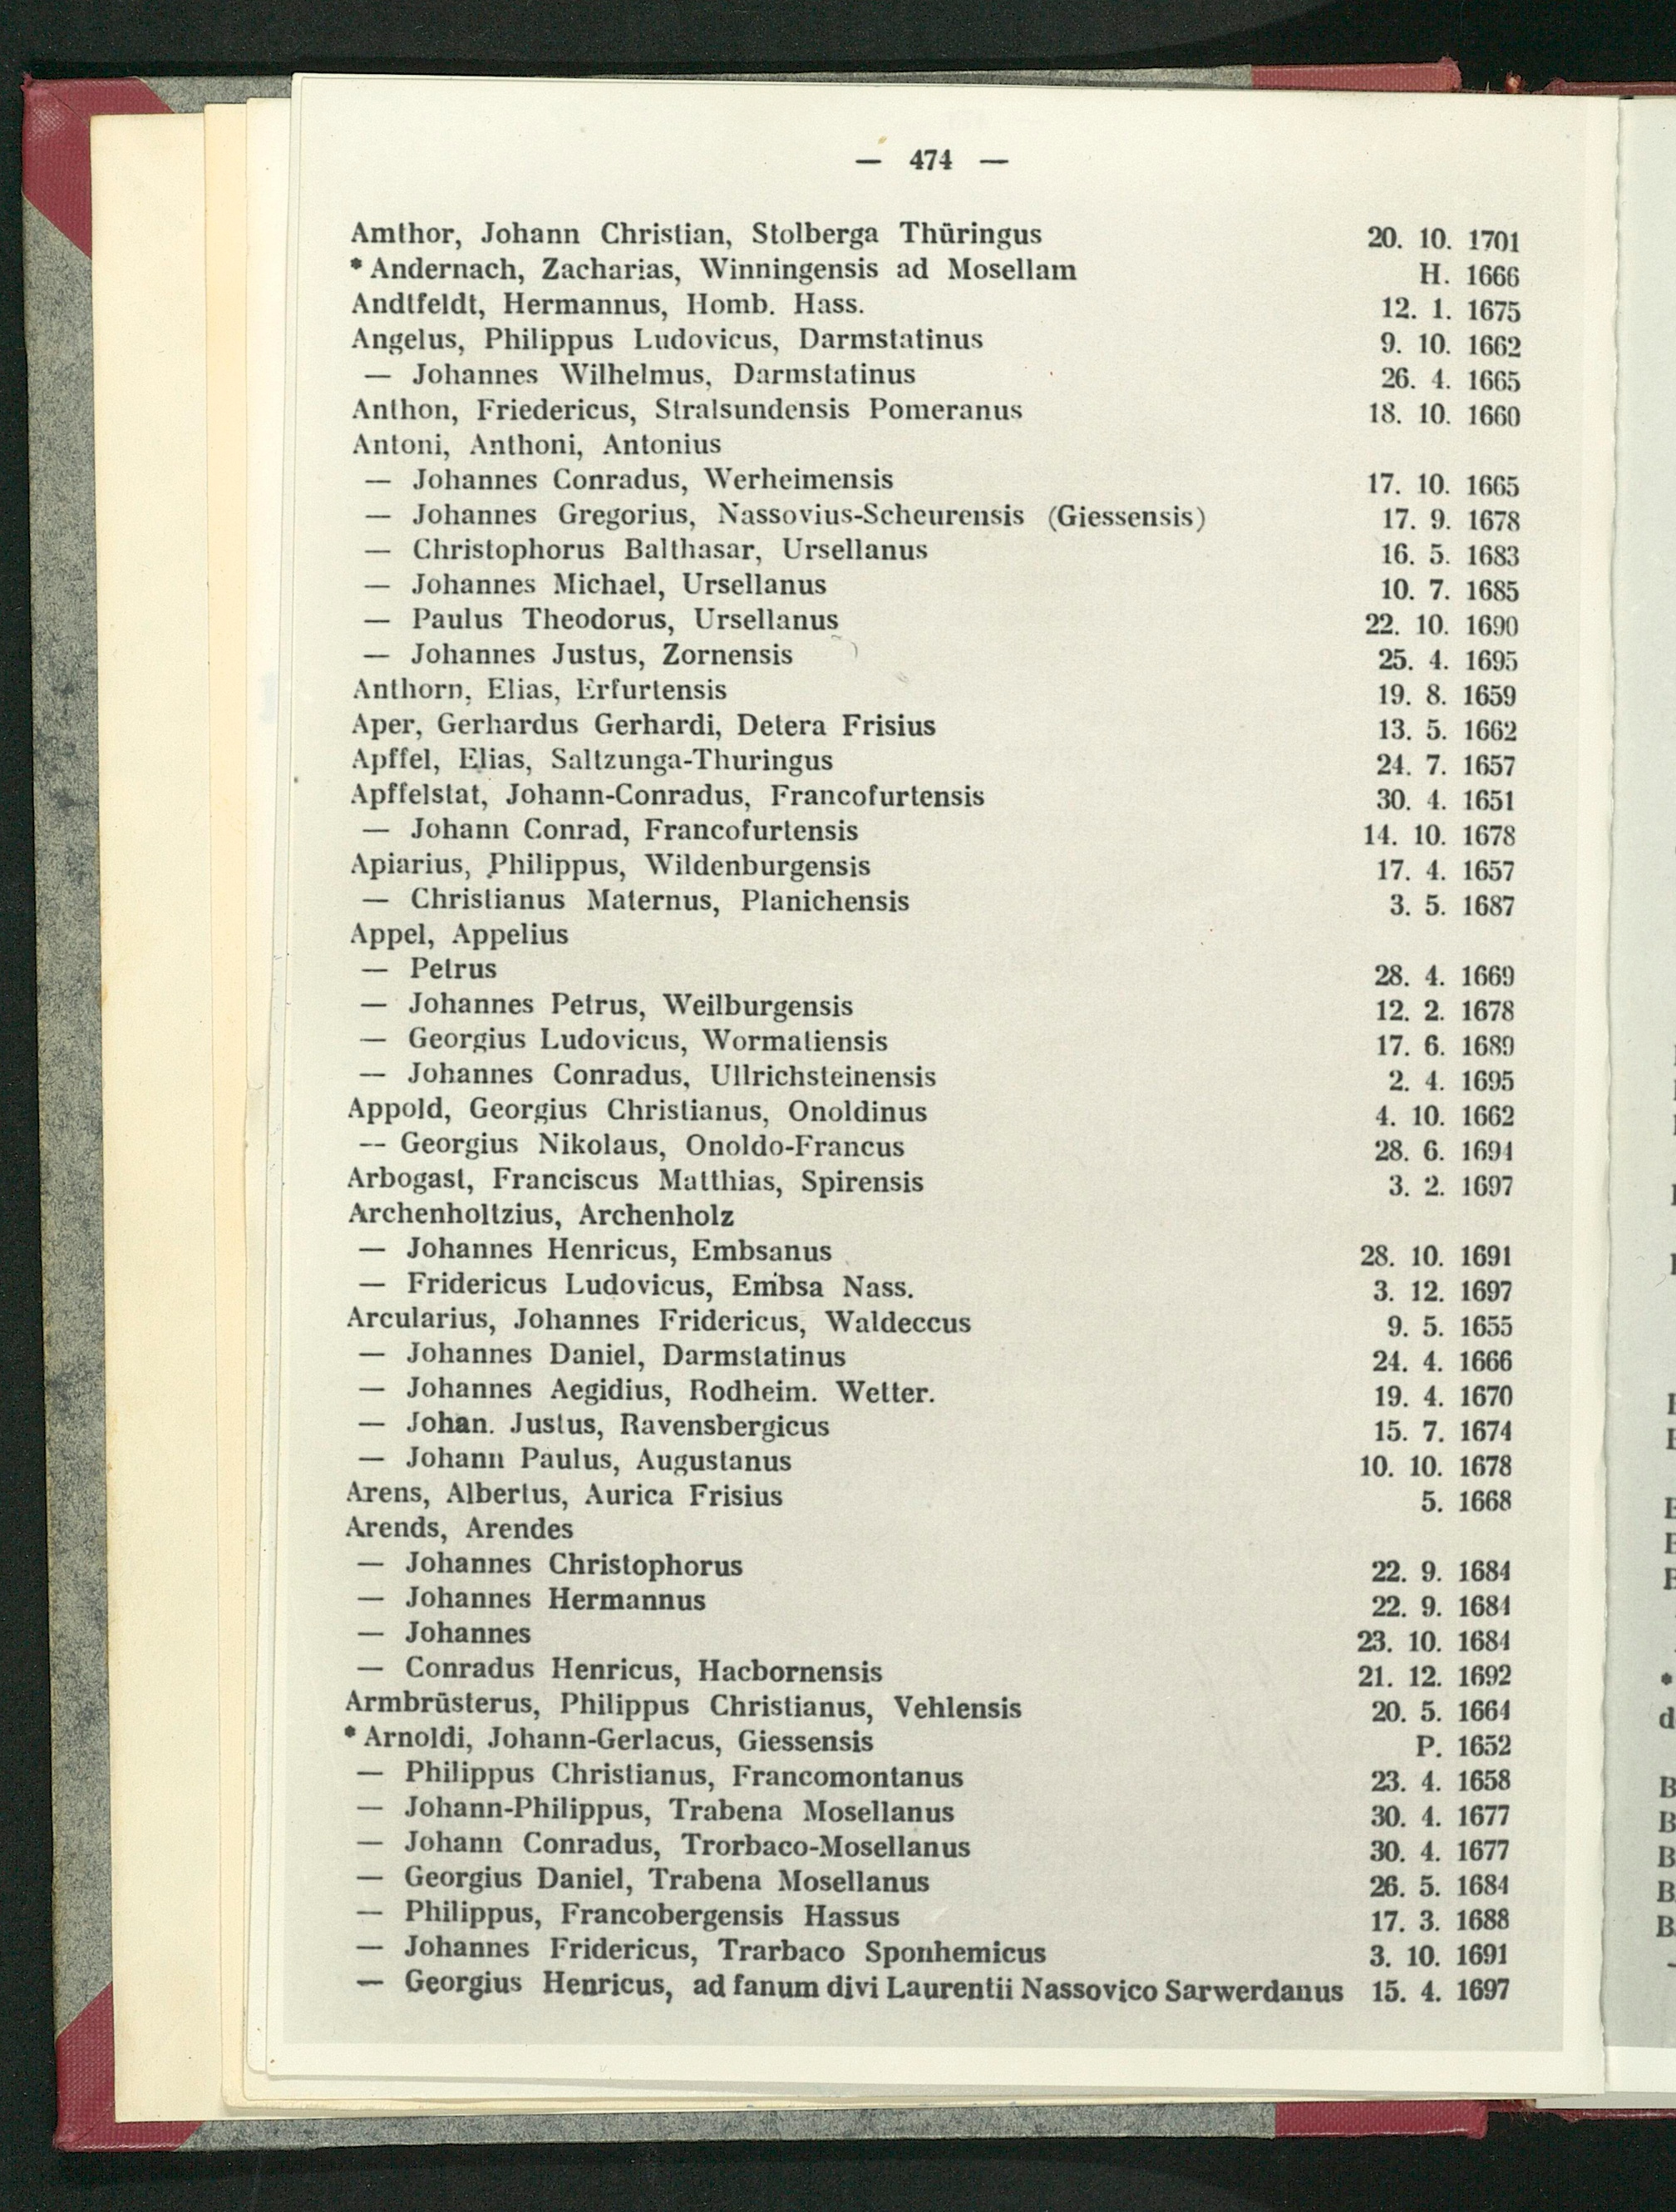 — 474 —
Amthor, Johann Christian, Stolberga Thüringus 20. 10. 1701
* Andernach, Zacharias, Winningensis ad Mosellam H. 1666
Andtfeldt, Hermannus, Homb. Hass. 12. 1. 1675
Angelus, Philippus Ludovicus, Darmstatinus 9. 10. 1662
— Johannes Wilhelmus, Darmstatinus 26. 4. 1665
Anthon, Friedericus, Stralsundensis Pomeranus 18. 10. 1660
Antoni, Anthoni, Antonius
— Johannes Conradus, Werheimensis 17. 10. 1665
— Johannes Gregorius, Nassovius-Scheurensis (Giessensis) 17. 9. 1678
— Christophorus Balthasar, Ursellanus 16. 5. 1683
— Johannes Michael, Ursellanus 10. 7. 1685
— Paulus Theodorus, Ursellanus 22. 10. 1690
— Johannes Justus, Zornensis 25. 4. 1695
Anthorn, Elias, Erfurtensis 19. 8. 1659
Aper, Gerhardus Gerhardi, Detera Frisius 13. 5. 1662
Apffel, Elias, Saltzunga-Thuringus 24. 7. 1657
Apffelstat, Johann-Conradus, Francofurtensis 30. 4. 1651
— Johann Conrad, Francofurtensis 14. 10. 1678
Apiarius, Philippus, Wildenburgensis 17. 4. 1657
— Christianus Maternus, Planichensis 3. 5. 1687
Appel, Appelius
— Petrus 28. 4. 1669
— Johannes Petrus, Weilburgensis 12. 2. 1678
— Georgius Ludovicus, Wormatiensis 17. 6. 1689
— Johannes Conradus, Ullrichsteinensis 2. 4. 1695
Appold, Georgius Christianus, Onoldinus 4. 10. 1662
— Georgius Nikolaus, Onoldo-Francus 28. 6. 1694
Arbogast, Franciscus Matthias, Spirensis 3. 2. 1697
Archenholtzius, Archenholz
— Johannes Henricus, Embsanus 28. 10. 1691
— Fridericus Ludovicus, Embsa Nass. 3. 12. 1697
Arcularius, Johannes Fridericus, Waldeccus 9. 5. 1655
— Johannes Daniel, Darmstatinus 24. 4. 1666
— Johannes Aegidius, Rodheim. Wetter. 19. 4. 1670
— Johan. Justus, Ravensbergicus 15. 7. 1674
— Johann Paulus, Augustanus 10. 10. 1678
Arens, Albertus, Aurica Frisius 5. 1668
Arends, Arendes
— Johannes Christophorus 22. 9. 1684
— Johannes Hermannus 22. 9. 1684
— Johannes 23. 10. 1684
— Conradus Henricus, Hacbornensis 21. 12. 1692
Armbrüsterus, Philippus Christianus, Vehlensis 20. 5. 1664
* Arnoldi, Johann-Gerlacus, Giessensis P. 1652
— Philippus Christianus, Francomontanus 23. 4. 1658
— Johann-Philippus, Trabena Mosellanus 30. 4. 1677
— Johann Conradus, Trorbaco-Mosellanus 30. 4. 1677
— Georgius Daniel, Trabena Mosellanus 26. 5. 1684
— Philippus, Francobergensis Hassus 17. 3. 1688
— Johannes Fridericus, Trarbaco Sponhemicus 3. 10. 1691
— Georgius Henricus, ad fanum divi Laurentii Nassovico Sarwerdanus 15. 4. 1697